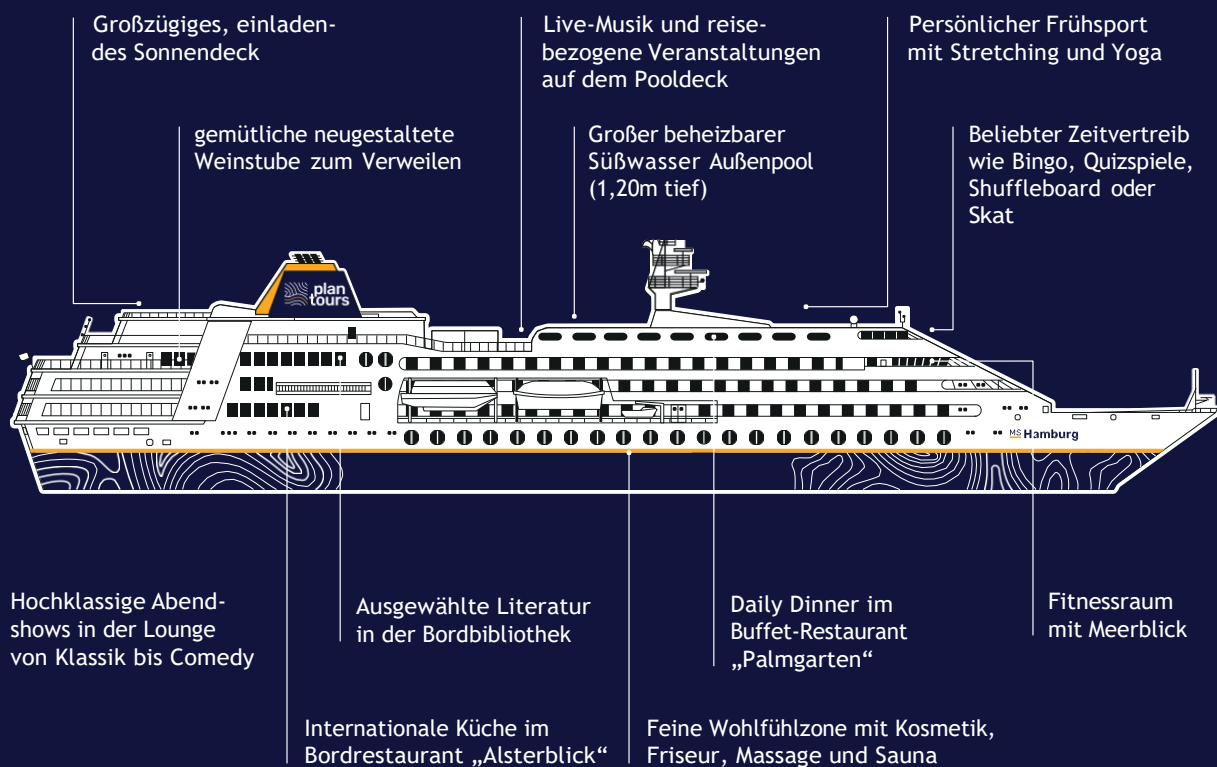 Großzügiges, einladen-
des Sonnendeck
Live-Musik und reise-
bezogene Veranstaltungen
auf dem Pooldeck
Persönlicher Frühsport
mit Stretching und Yoga
gemütliche neugestaltete
Weinstube zum Verweilen
Großer beheizbarer
Süßwasser Außenpool
(1,20m tief)
Beliebter Zeitvertreib
wie Bingo, Quizspiele,
Shuffleboard oder
Skat
plan
tours
MS Hamburg
Hochklassige Abend-
shows in der Lounge
von Klassik bis Comedy
Ausgewählte Literatur
in der Bordbibliothek
Daily Dinner im
Buffet-Restaurant
„Palmgarten“
Fitnessraum
mit Meerblick
Internationale Küche im
Bordrestaurant „Alsterblick“
Feine Wohlfühlzone mit Kosmetik,
Friseur, Massage und Sauna